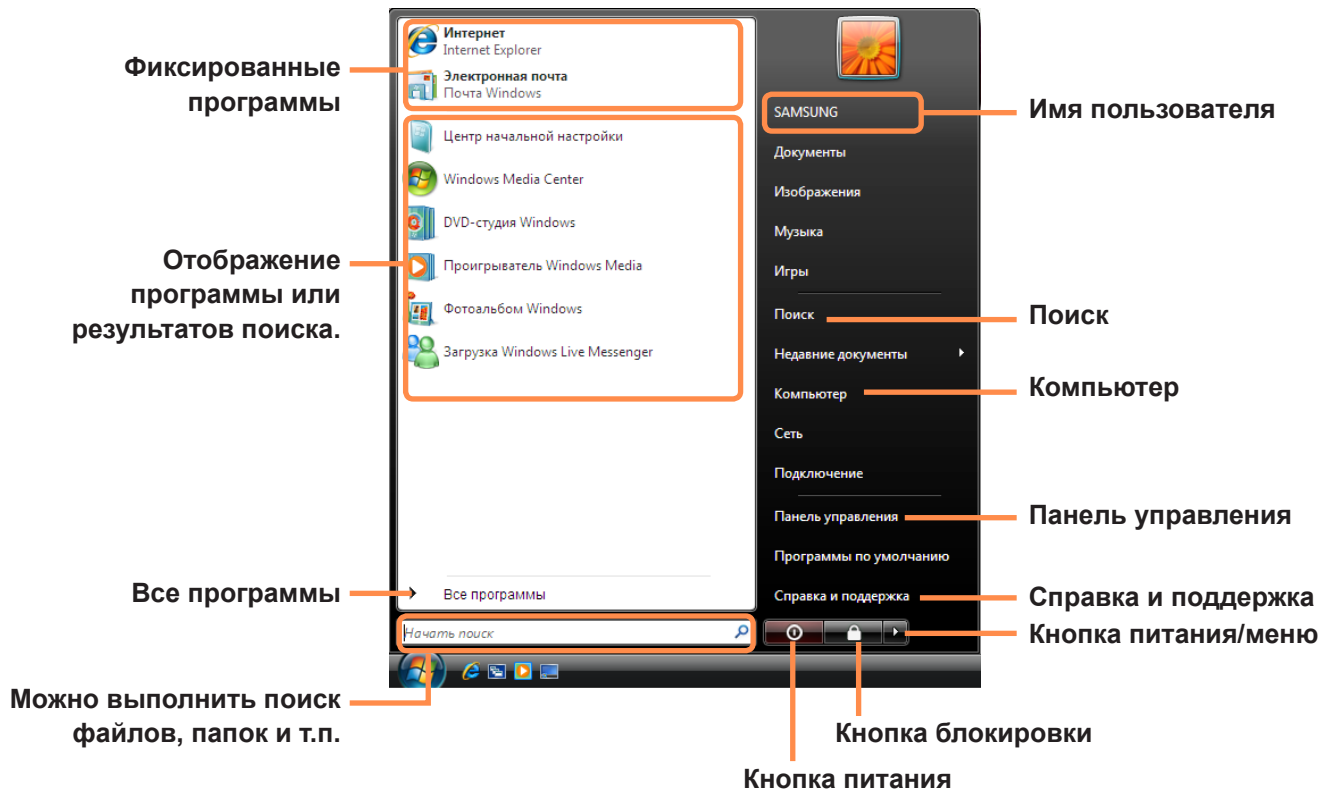 Фиксированные
программы
Отображение
программы или
результатов поиска.
Все программы
Можно выполнить поиск
файлов, папок и т.п.
Интернет
Internet Explorer
Электронная почта
Почта Windows
Центр начальной настройки
Windows Media Center
DVD-студия Windows
Проигрыватель Windows Media
Фотоальбом Windows
Загрузка Windows Live Messenger
Все программы
Начать поиск
SAMSUNG
Документы
Изображения
Музыка
Игры
Поиск
Недавние документы
Компьютер
Сеть
Подключение
Панель управления
Программы по умолчанию
Справка и поддержка
Имя пользователя
Поиск
Компьютер
Панель управления
Справка и поддержка
Кнопка питания/меню
Кнопка блокировки
Кнопка питания